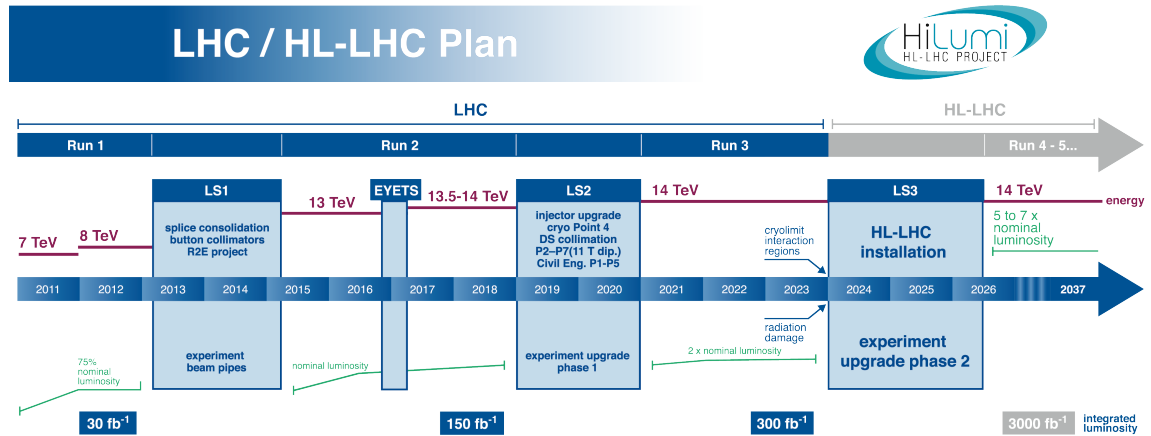 LHC / HL-LHC Plan
HiLumi
HL-LHC PROJECT
LHC
HL-LHC
Run 1
Run 2
Run 3
Run 4 - 5...
LS1
EYETS
LS2
LS3
7 TeV
8 TeV
13 TeV
13.5-14 TeV
14 TeV
14 TeV
energy
splice consolidation
button collimators
R2E project
injector upgrade
cryo Point 4
DS collimation
P2–P7(11 T dip.)
Civil Eng. P1-P5
cryolimit
interaction
regions
HL-LHC
installation
5 to 7 x
nominal
luminosity
2011
2012
2013
2014
2015
2016
2017
2018
2019
2020
2021
2022
2023
2024
2025
2026
2037
75%
nominal
luminosity
experiment
beam pipes
nominal luminosity
experiment upgrade
phase 1
2 x nominal luminosity
radiation
damage
experiment
upgrade phase 2
30 fb-1
150 fb-1
300 fb-1
3000 fb-1
integrated
luminosity